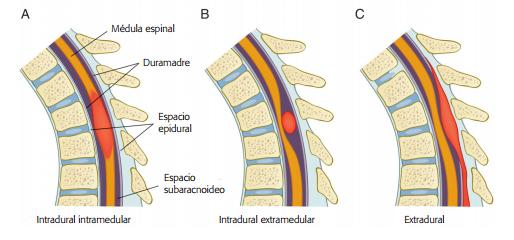 A
B
C
Médula espinal
Duramadre
Espacio
epidural
Espacio
subaracnoideo
Intradural intramedular
Intradural extramedular
Extradural